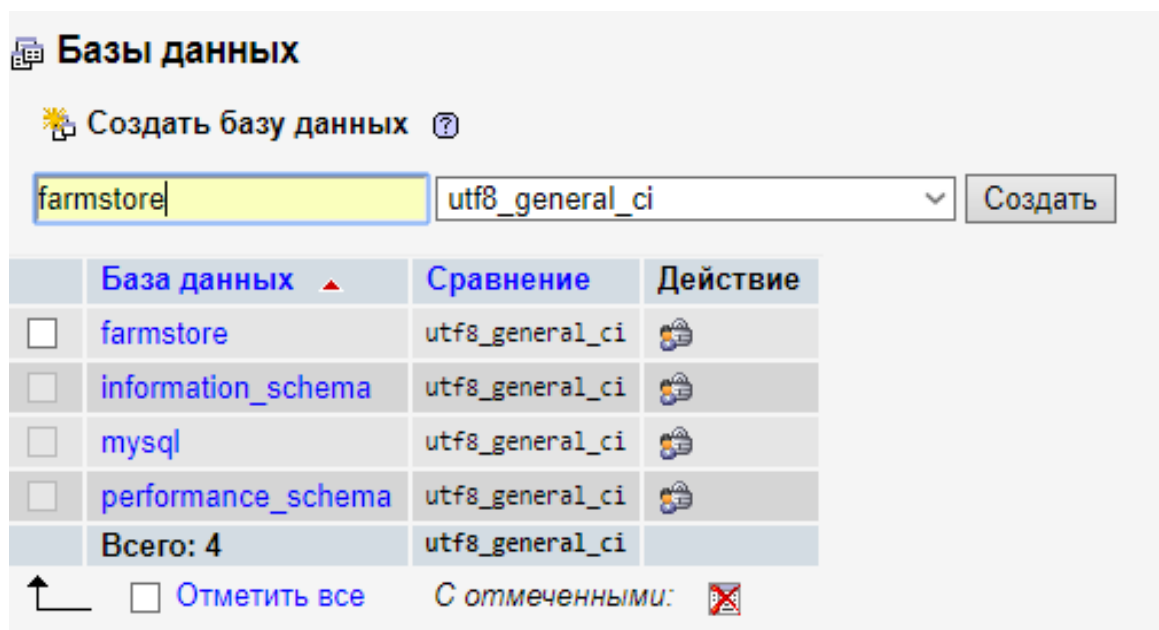 Базы данных
Создать базу данных
farmstore utf8_general_ci Создать
База данных Сравнение Действие
farmstore utf8_general_ci
information_schema utf8_general_ci
mysql utf8_general_ci
performance_schema utf8_general_ci
Всего: 4 utf8_general_ci
Отметить все С отмеченными: